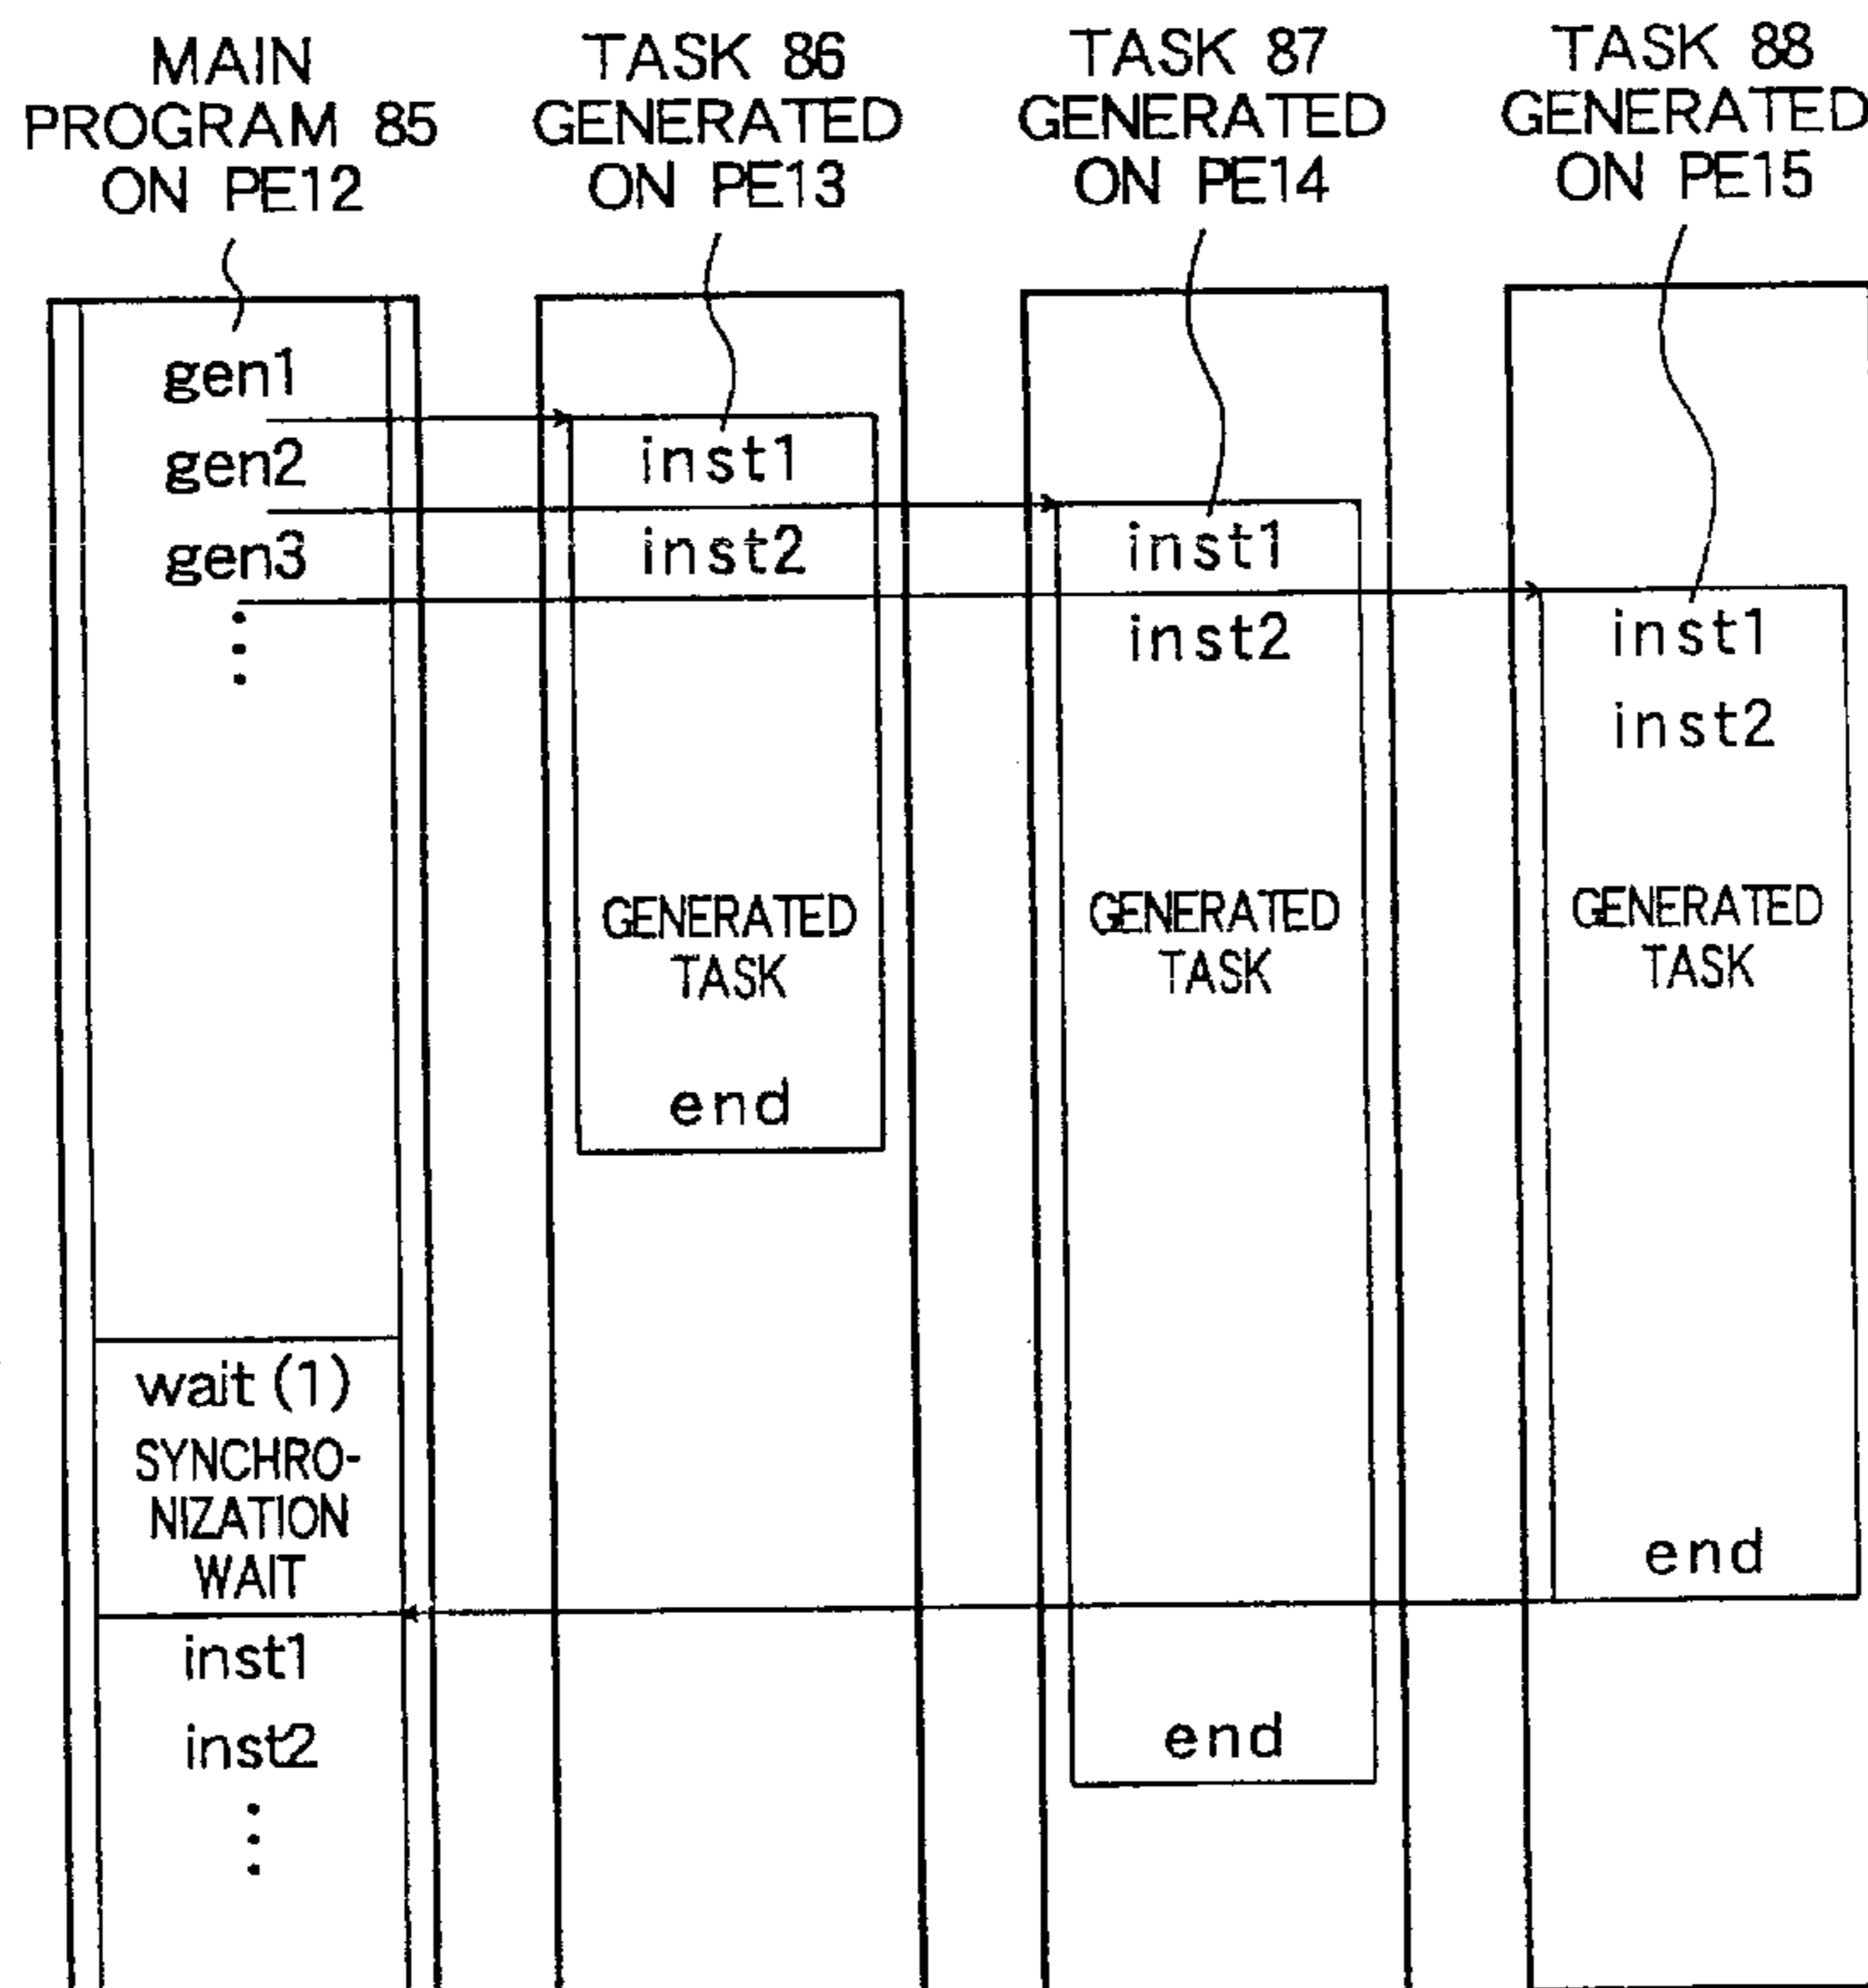 MAIN
PROGRAM 85
ON PE12
TASK 86
GENERATED
ON PE13
TASK 87
GENERATED
ON PE14
TASK 88
GENERATED
ON PE15
gen1
gen2
gen3
wait (1)
SYNCHRO-
NIZATION
WAIT
inst1
inst2
inst1
inst2
GENERATED
TASK
end
inst1
inst2
GENERATED
TASK
end
inst1
inst2
GENERATED
TASK
end